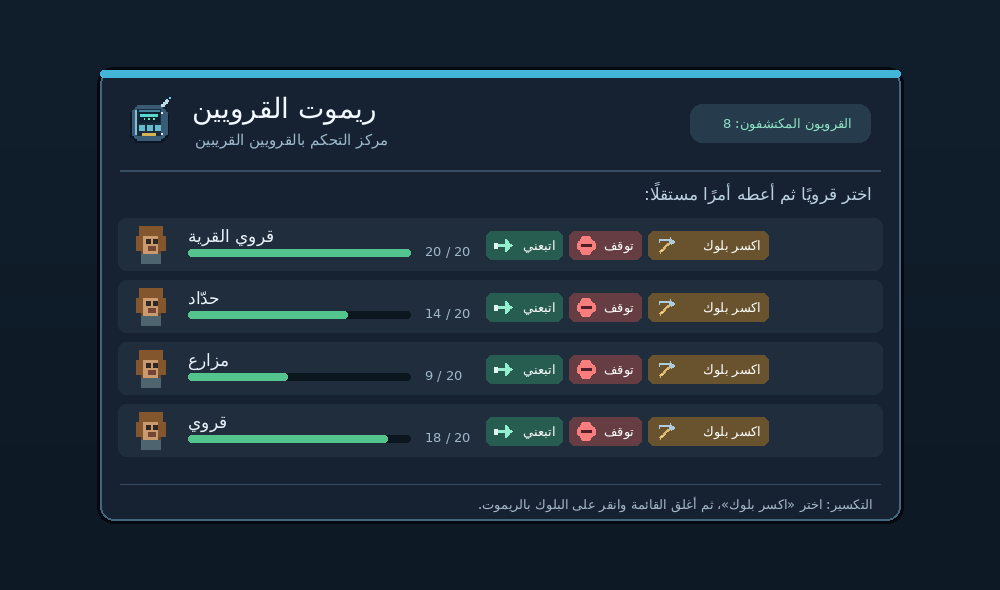 ريموت القرويين
مركز التحكم بالقرويين القريبين
القرويون المكتشفون: 8
اختر قرويًا ثم أعطه أمرًا مستقلًا:
قروي القرية
20 / 20
اتبعني
توقف
اكسر بلوك
حدّاد
14 / 20
اتبعني
توقف
اكسر بلوك
مزارع
9 / 20
اتبعني
توقف
اكسر بلوك
قروي
18 / 20
اتبعني
توقف
اكسر بلوك
التكسير: اختر «اكسر بلوك»، ثم أغلق القائمة وانقر على البلوك بالريموت.